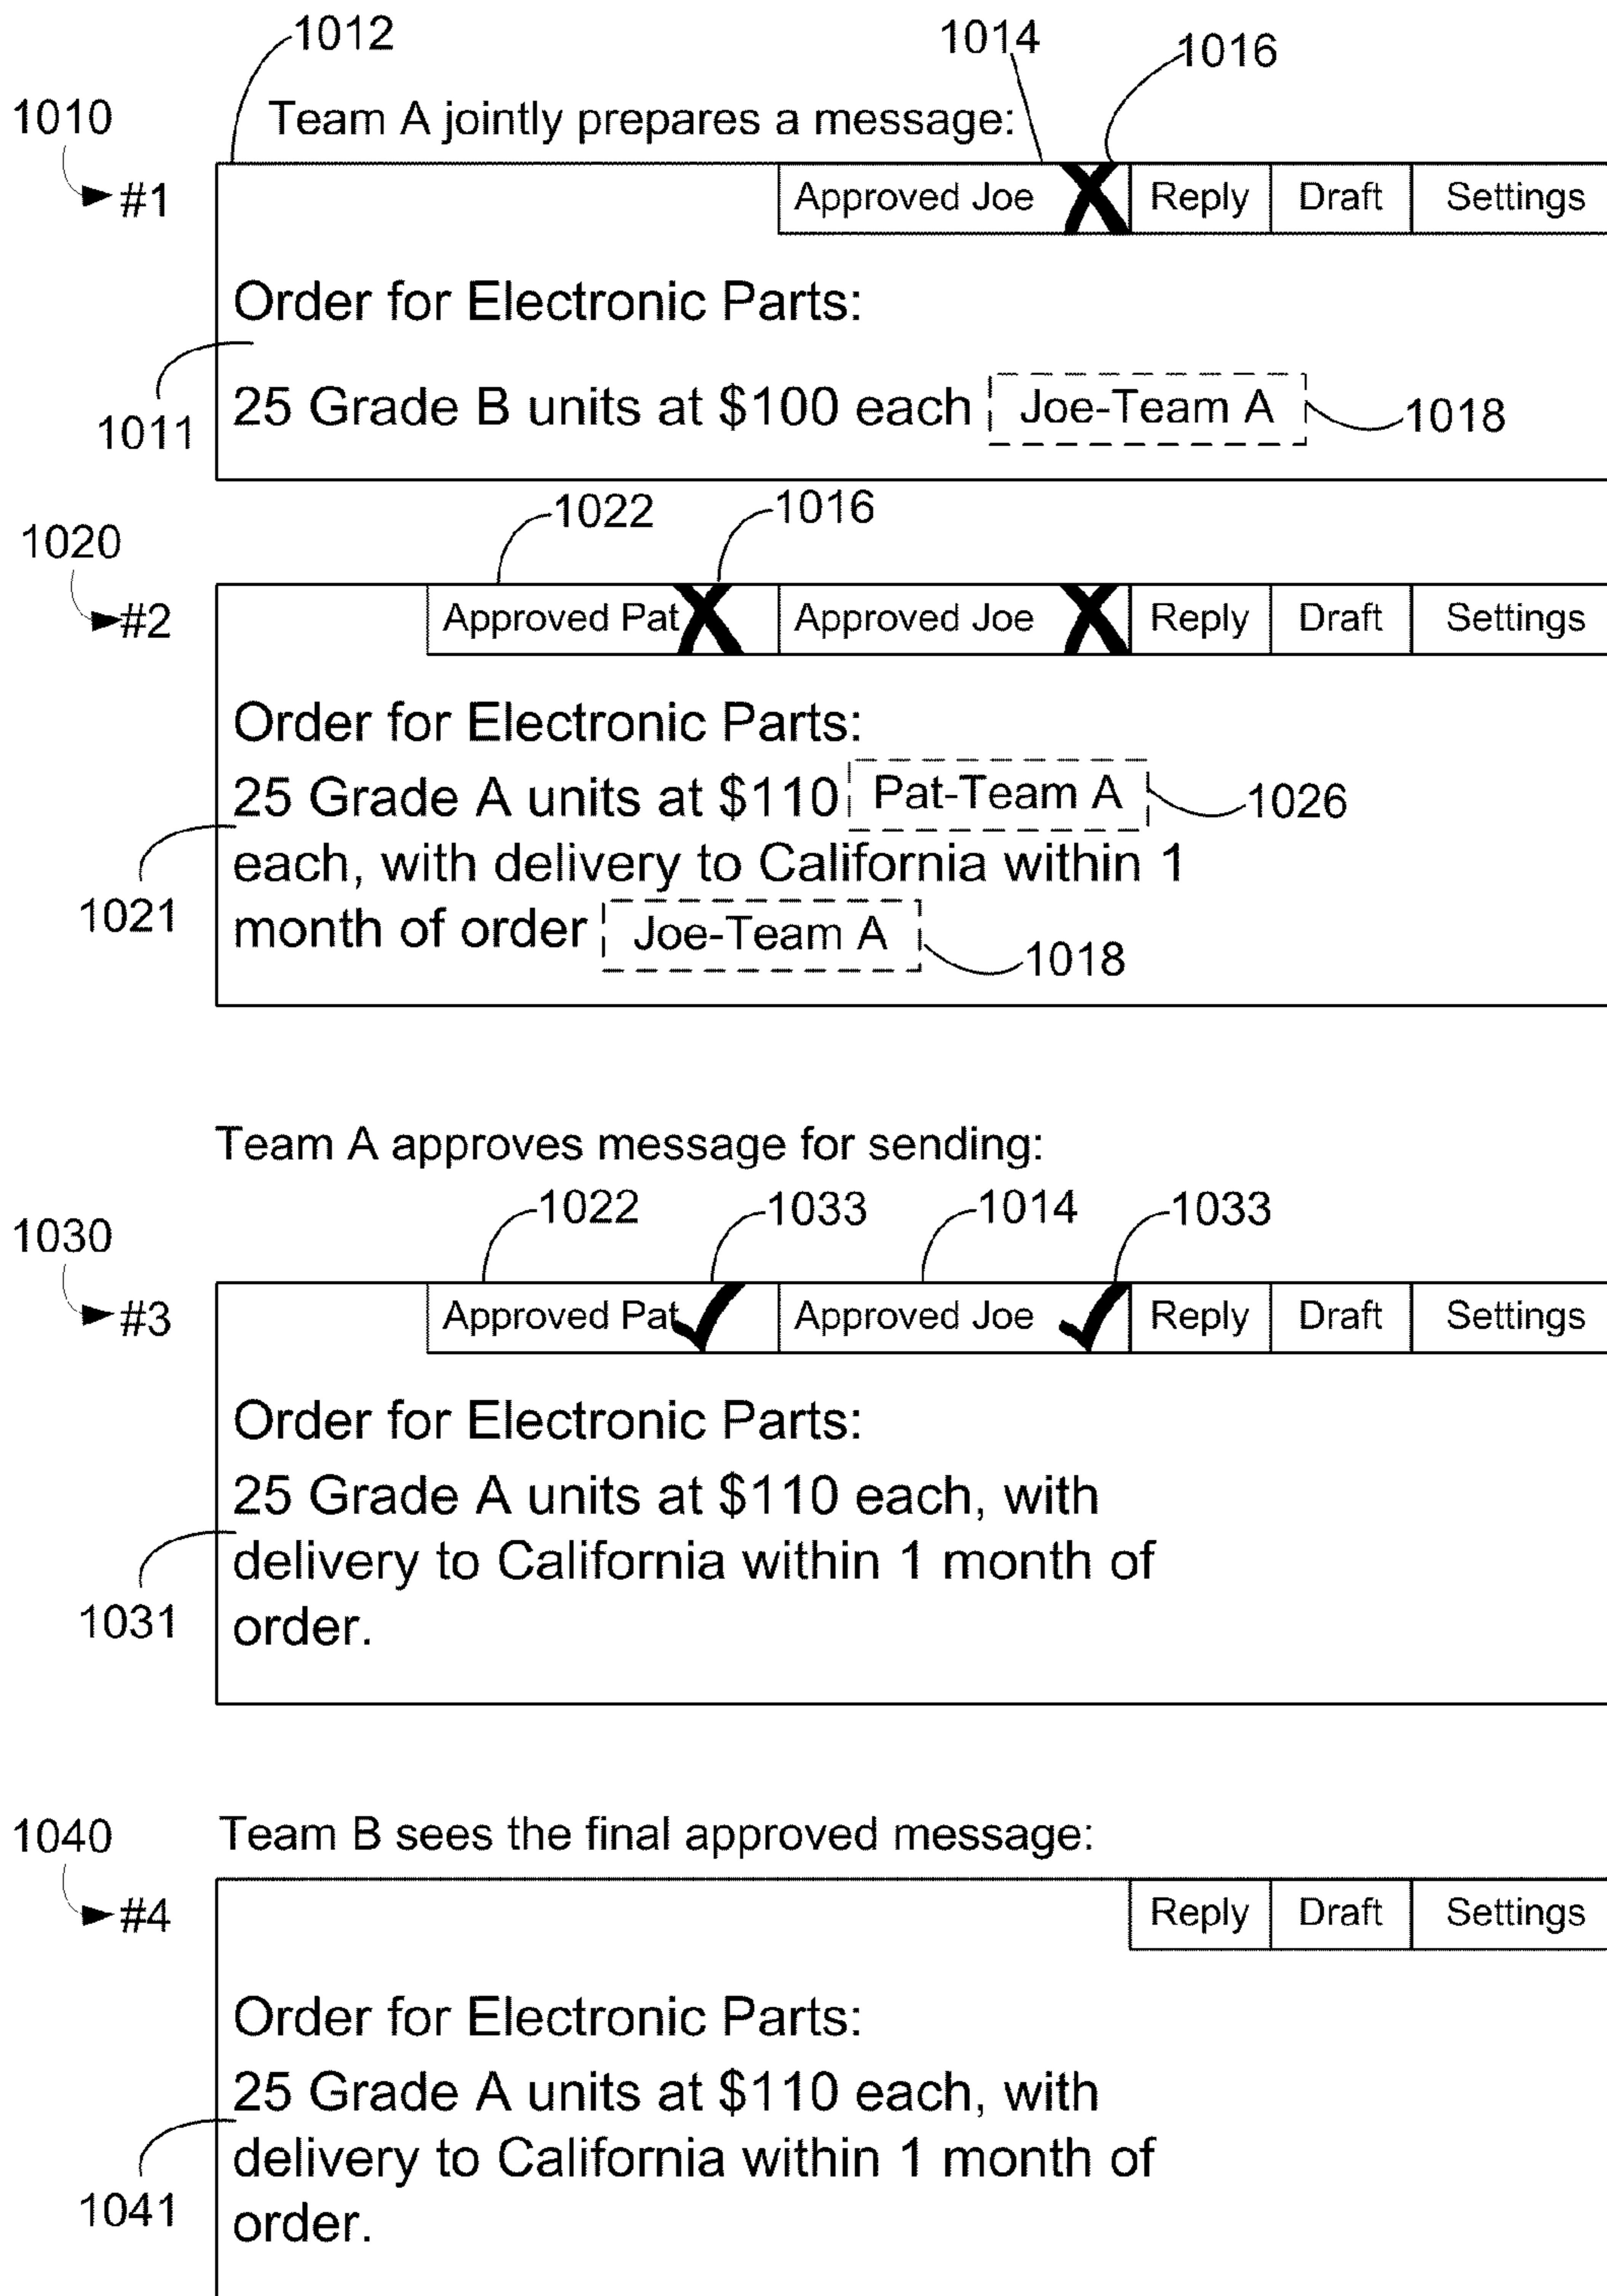 1012
1014
1016
1010
Team A jointly prepares a message:
#1
Approved Joe X Reply Draft Settings
Order for Electronic Parts:
25 Grade B units at $100 each Joe-Team A
1011
1018
1022
1016
1020
#2
Approved Pat X Approved Joe X Reply Draft Settings
Order for Electronic Parts:
25 Grade A units at $110 Pat-Team A
1026
each, with delivery to California within 1
1021
month of order Joe-Team A
1018
Team A approves message for sending:
1022
1033
1014
1033
1030
#3
Approved Pat ✓ Approved Joe ✓ Reply Draft Settings
Order for Electronic Parts:
25 Grade A units at $110 each, with
delivery to California within 1 month of
1031
order.
1040
Team B sees the final approved message:
#4
Reply Draft Settings
Order for Electronic Parts:
25 Grade A units at $110 each, with
delivery to California within 1 month of
1041
order.